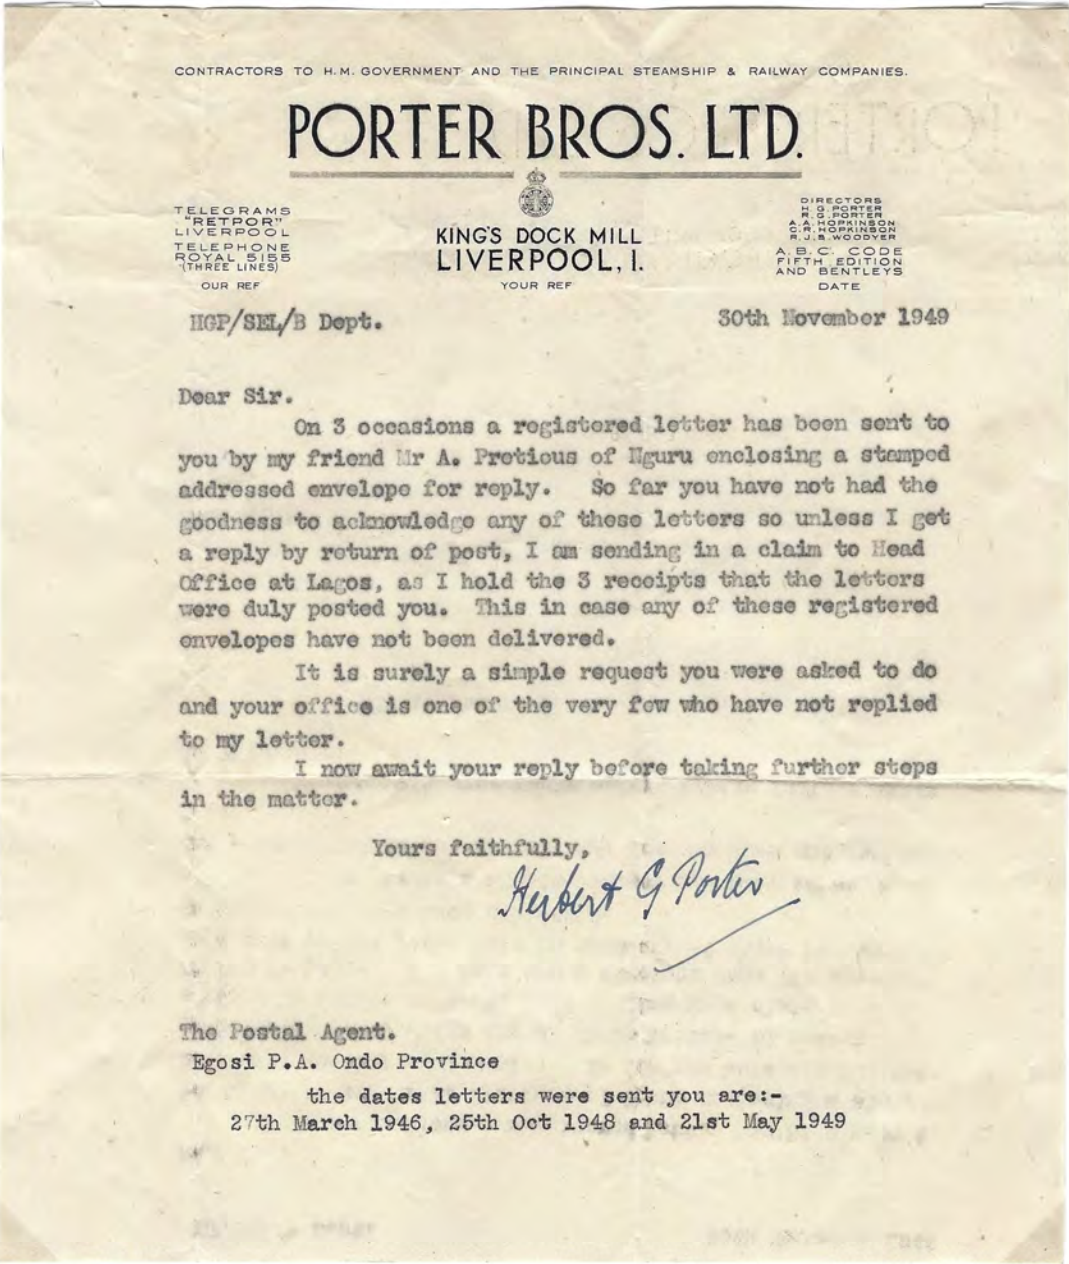 CONTRACTORS TO H.M. GOVERNMENT AND THE PRINCIPAL STEAMSHIP & RAILWAY COMPANIES.
PORTER BROS. LTD.
TELEGRAMS
"RETPOR"
LIVERPOOL
TELEPHONE
ROYAL 5155
(THREE LINES)
OUR REF
KING'S DOCK MILL
LIVERPOOL, 1.
YOUR REF
DIRECTORS
H. G. PORTER
R. G. PORTER
A. A. HOPKINSON
C. R. HOPKINSON
R. J. B. WOODYER
A. B. C. CODE
FIFTH EDITION
AND BENTLEYS
DATE
HGP/SEL/B Dept.
30th November 1949
Dear Sir.
On 3 occasions a registered letter has been sent to
you by my friend Mr A. Protious of Nguru enclosing a stamped
addressed envelope for reply. So far you have not had the
goodness to acknowledge any of these letters so unless I get
a reply by return of post, I am sending in a claim to Head
Office at Lagos, as I hold the 3 receipts that the letters
were duly posted you. This in case any of these registered
envelopes have not been delivered.
It is surely a simple request you were asked to do
and your office is one of the very few who have not replied
to my letter.
I now await your reply before taking further steps
in the matter.
Yours faithfully,
Herbert G Porter
The Postal Agent.
Egosi P.A. Ondo Province
the dates letters were sent you are:-
27th March 1946, 25th Oct 1948 and 21st May 1949